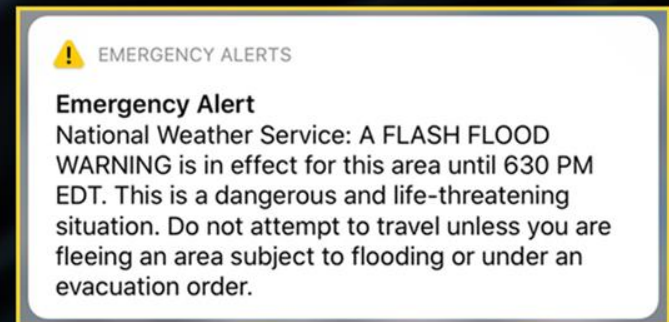 EMERGENCY ALERTS
Emergency Alert
National Weather Service: A FLASH FLOOD
WARNING is in effect for this area until 630 PM
EDT. This is a dangerous and life-threatening
situation. Do not attempt to travel unless you are
fleeing an area subject to flooding or under an
evacuation order.